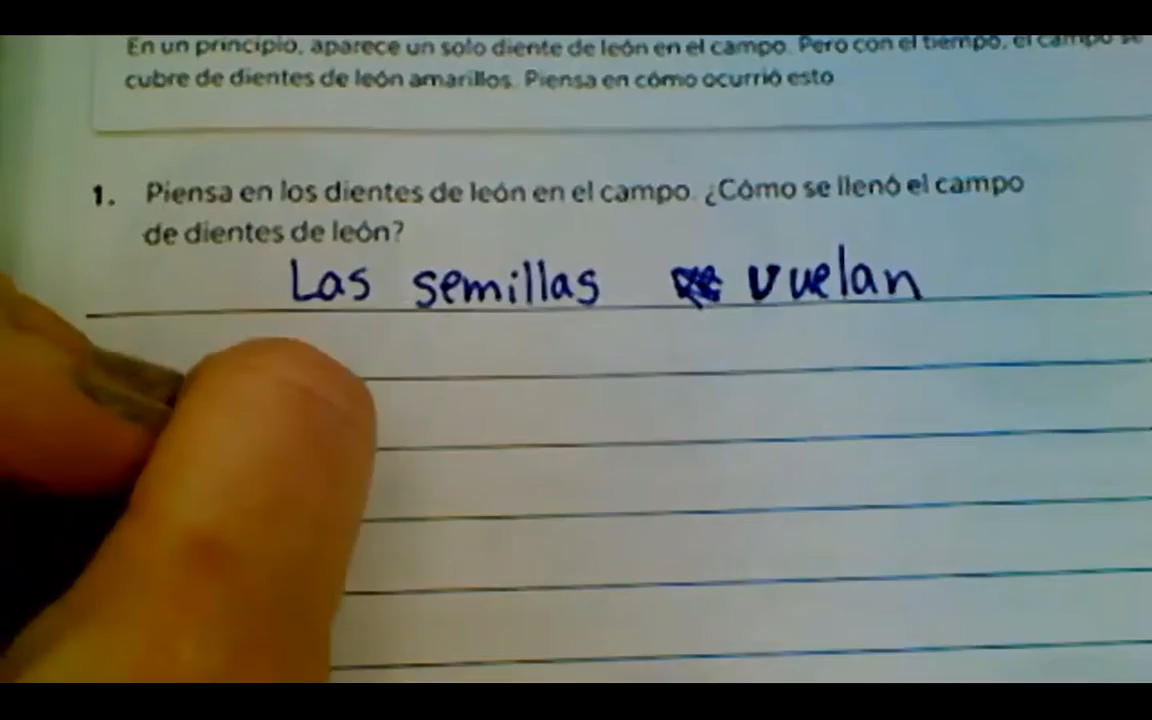 En un principio, aparece un solo diente de león en el campo. Pero con el tiempo, el campo se
cubre de dientes de león amarillos. Piensa en cómo ocurrió esto
1. Piensa en los dientes de león en el campo. ¿Cómo se llenó el campo
de dientes de león?
Las semillas vuelan